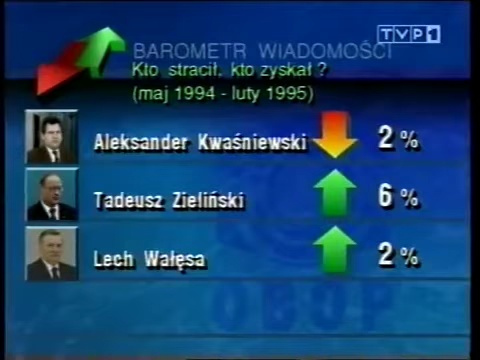 TVP1
BAROMETR WIADOMOŚCI
Kto stracił, kto zyskał ?
(maj 1994 - luty 1995)
Aleksander Kwaśniewski 2 %
Tadeusz Zieliński 6 %
Lech Wałęsa 2 %
OBOP